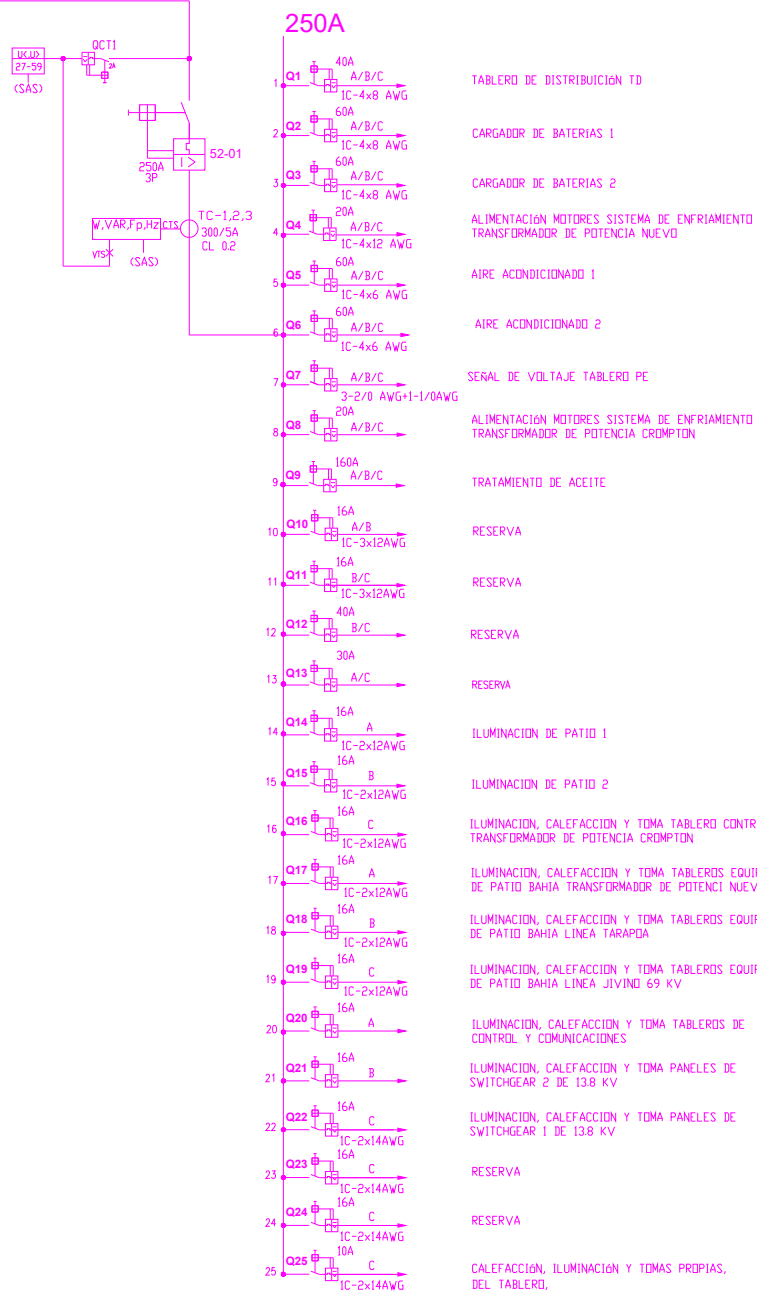 250A
QCT1
U<,U>
27-59
2A
(SAS)
52-01
I >
250A
3P
TC-1,2,3
300/5A
CL 0.2
W,VAR,Fp,Hz
CTS
VTS
(SAS)
40A
1 Q1 A/B/C TABLERO DE DISTRIBUCIóN TD
1C-4x8 AWG
60A
2 Q2 A/B/C CARGADOR DE BATERIAS 1
1C-4x8 AWG
60A
3 Q3 A/B/C CARGADOR DE BATERIAS 2
1C-4x8 AWG
20A
4 Q4 A/B/C ALIMENTACIóN MOTORES SISTEMA DE ENFRIAMIENTO
TRANSFORMADOR DE POTENCIA NUEVO
1C-4x12 AWG
60A
5 Q5 A/B/C AIRE ACONDICIONADO 1
1C-4x6 AWG
60A
6 Q6 A/B/C AIRE ACONDICIONADO 2
1C-4x6 AWG
7 Q7 A/B/C SEñAL DE VOLTAJE TABLERO PE
3-2/0 AWG+1-1/0AWG
20A
8 Q8 A/B/C ALIMENTACIóN MOTORES SISTEMA DE ENFRIAMIENTO
TRANSFORMADOR DE POTENCIA CROMPTON
160A
9 Q9 A/B/C TRATAMIENTO DE ACEITE
16A
10 Q10 A/B RESERVA
1C-3x12AWG
16A
11 Q11 B/C RESERVA
1C-3x12AWG
40A
12 Q12 B/C RESERVA
30A
13 Q13 A/C RESERVA
16A
14 Q14 A ILUMINACION DE PATIO 1
1C-2x12AWG
16A
15 Q15 B ILUMINACION DE PATIO 2
1C-2x12AWG
16A
16 Q16 C ILUMINACION, CALEFACCION Y TOMA TABLERO CONTR
TRANSFORMADOR DE POTENCIA CROMPTON
1C-2x12AWG
16A
17 Q17 A ILUMINACION, CALEFACCION Y TOMA TABLEROS EQUI
DE PATIO BAHIA TRANSFORMADOR DE POTENCI NUEV
1C-2x12AWG
16A
18 Q18 B ILUMINACION, CALEFACCION Y TOMA TABLEROS EQUI
DE PATIO BAHIA LINEA TARAPOA
1C-2x12AWG
16A
19 Q19 C ILUMINACION, CALEFACCION Y TOMA TABLEROS EQUI
DE PATIO BAHIA LINEA JIVINO 69 KV
1C-2x12AWG
16A
20 Q20 A ILUMINACION, CALEFACCION Y TOMA TABLEROS DE
CONTROL Y COMUNICACIONES
16A
21 Q21 B ILUMINACION, CALEFACCION Y TOMA PANELES DE
SWITCHGEAR 2 DE 13.8 KV
16A
22 Q22 C ILUMINACION, CALEFACCION Y TOMA PANELES DE
SWITCHGEAR 1 DE 13.8 KV
1C-2x14AWG
16A
23 Q23 C RESERVA
1C-2x14AWG
16A
24 Q24 C RESERVA
1C-2x14AWG
10A
25 Q25 C CALEFACCIóN, ILUMINACIóN Y TOMAS PROPIAS,
DEL TABLERO,
1C-2x14AWG